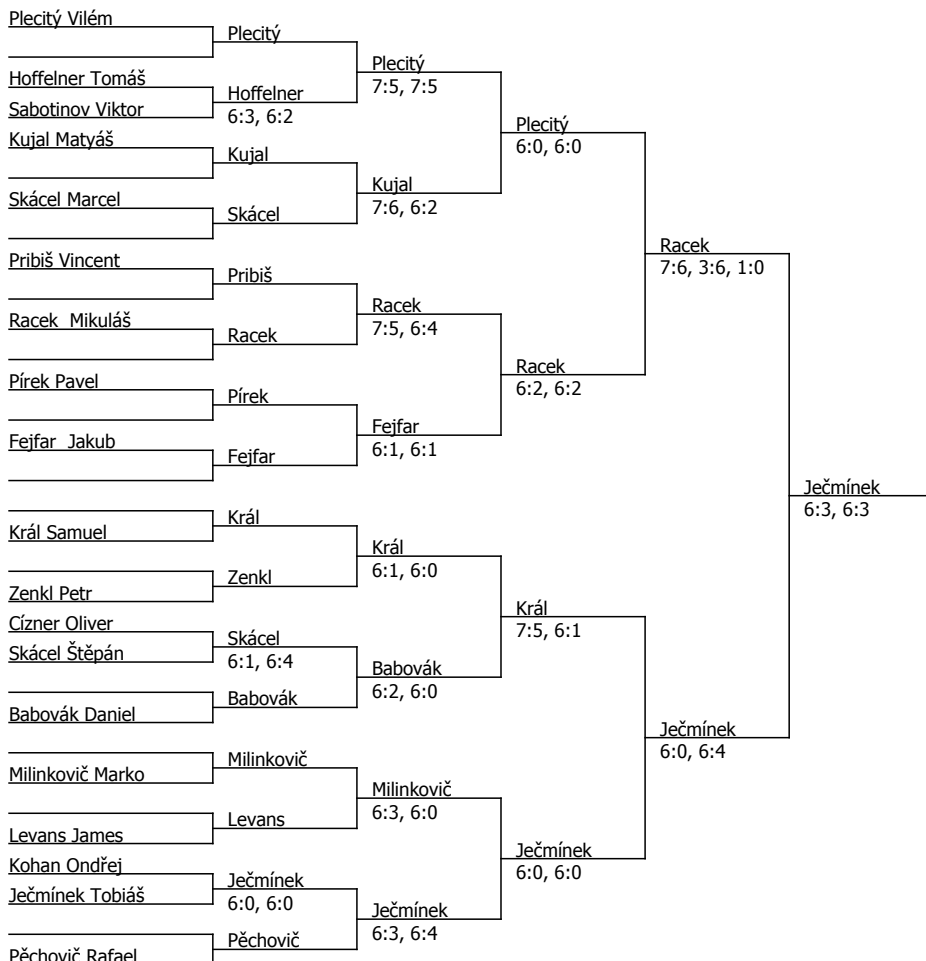 Plecitý Vilém
Hoffelner Tomáš
Sabotinov Viktor
Kujal Matyáš
Skácel Marcel
Pribiš Vincent
Racek Mikuláš
Pírek Pavel
Fejfar Jakub
Král Samuel
Zenkl Petr
Cízner Oliver
Skácel Štěpán
Babovák Daniel
Milinkovič Marko
Levans James
Kohan Ondřej
Ječmínek Tobiáš
Pěchovič Rafael
Plecitý
Hoffelner
6:3, 6:2
Kujal
Skácel
Pribiš
Racek
Pírek
Fejfar
Král
Zenkl
Skácel
6:1, 6:4
Babovák
Milinkovič
Levans
Ječmínek
6:0, 6:0
Pěchovič
Plecitý
7:5, 7:5
Kujal
7:6, 6:2
Racek
7:5, 6:4
Fejfar
6:1, 6:1
Král
6:1, 6:0
Babovák
6:2, 6:0
Milinkovič
6:3, 6:0
Ječmínek
6:3, 6:4
Plecitý
6:0, 6:0
Racek
6:2, 6:2
Král
7:5, 6:1
Ječmínek
6:0, 6:0
Racek
7:6, 3:6, 1:0
Ječmínek
6:0, 6:4
Ječmínek
6:3, 6:3